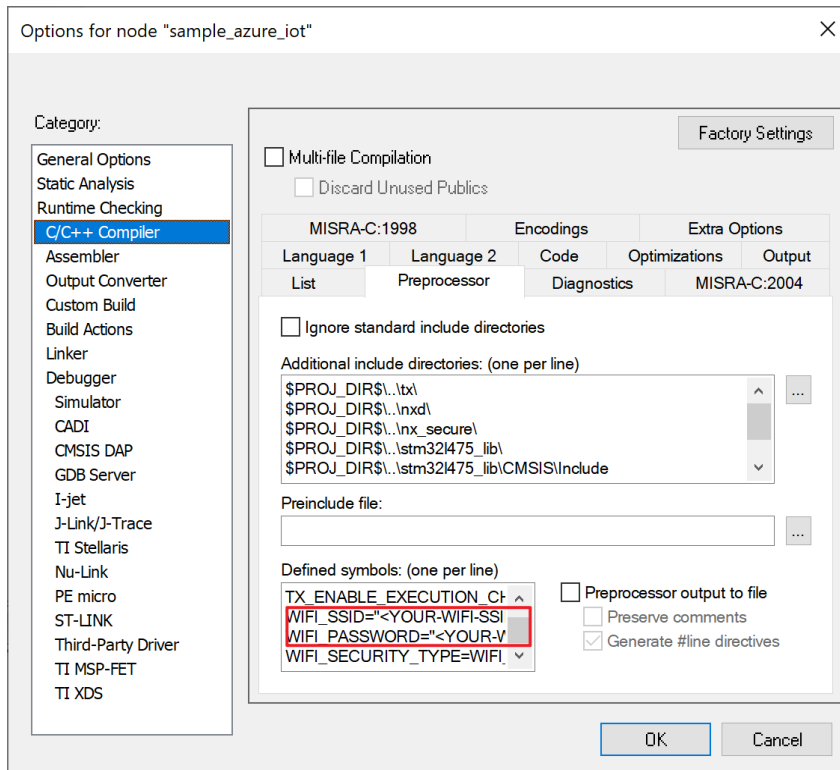 Options for node "sample_azure_iot"
Category:
General Options
Static Analysis
Runtime Checking
C/C++ Compiler
Assembler
Output Converter
Custom Build
Build Actions
Linker
Debugger
Simulator
CADI
CMSIS DAP
GDB Server
I-jet
J-Link/J-Trace
TI Stellaris
Nu-Link
PE micro
ST-LINK
Third-Party Driver
TI MSP-FET
TI XDS
Factory Settings
Multi-file Compilation
Discard Unused Publics
MISRA-C:1998 Encodings Extra Options
Language 1 Language 2 Code Optimizations Output
List Preprocessor Diagnostics MISRA-C:2004
Ignore standard include directories
Additional include directories: (one per line)
$PROJ_DIR$\..\tx\
$PROJ_DIR$\..\nxd\
$PROJ_DIR$\..\nx_secure\
$PROJ_DIR$\..\stm32l475_lib\
$PROJ_DIR$\..\stm32l475_lib\CMSIS\Include
...
Preinclude file:
...
Defined symbols: (one per line)
TX_ENABLE_EXECUTION_CH
WIFI_SSID="<YOUR-WIFI-SSI
WIFI_PASSWORD="<YOUR-W
WIFI_SECURITY_TYPE=WIFI_
Preprocessor output to file
Preserve comments
Generate #line directives
OK Cancel